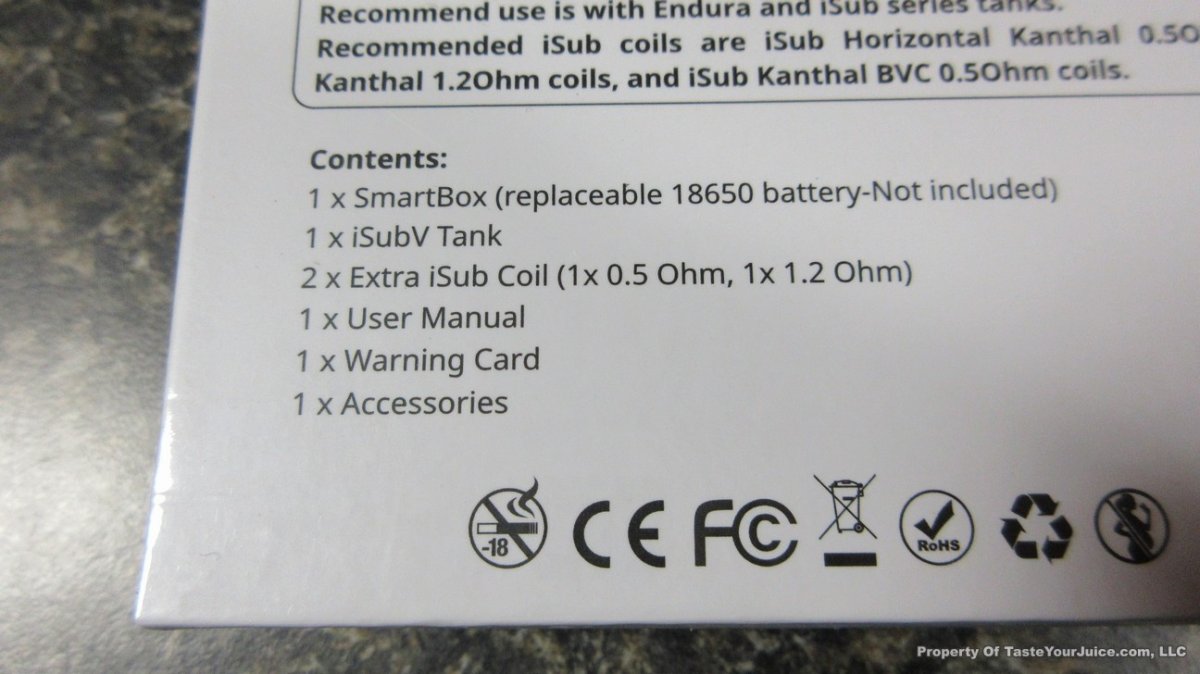 Recommend use is with Endura and iSub series tanks.
Recommended iSub coils are iSub Horizontal Kanthal 0.5O
Kanthal 1.2Ohm coils, and iSub Kanthal BVC 0.5Ohm coils.
Contents:
1 x SmartBox (replaceable 18650 battery-Not included)
1 x iSubV Tank
2 x Extra iSub Coil (1x 0.5 Ohm, 1x 1.2 Ohm)
1 x User Manual
1 x Warning Card
1 x Accessories
-18 CE FC RoHS
Property Of TasteYourJuice.com, LLC